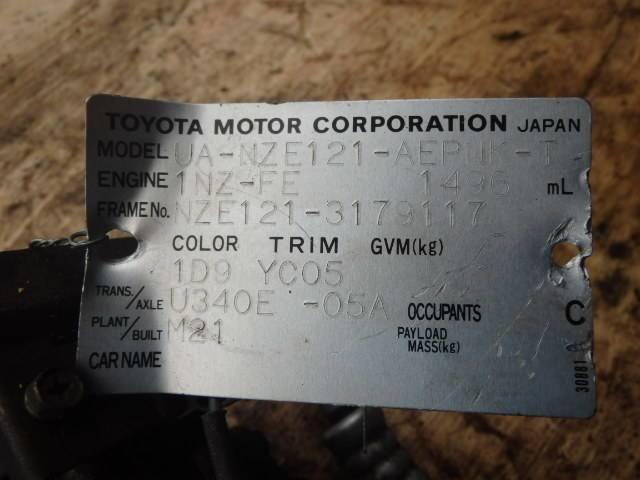 TOYOTA MOTOR CORPORATION JAPAN
MODEL UA-NZE121-AEPNK-T
ENGINE 1NZ-FE 1496 mL
FRAME No. NZE121-3179117
COLOR TRIM GVM(kg)
1D9 YC05
TRANS./AXLE U340E -05A OCCUPANTS C
PLANT/BUILT M21 PAYLOAD MASS(kg)
CAR NAME
30881